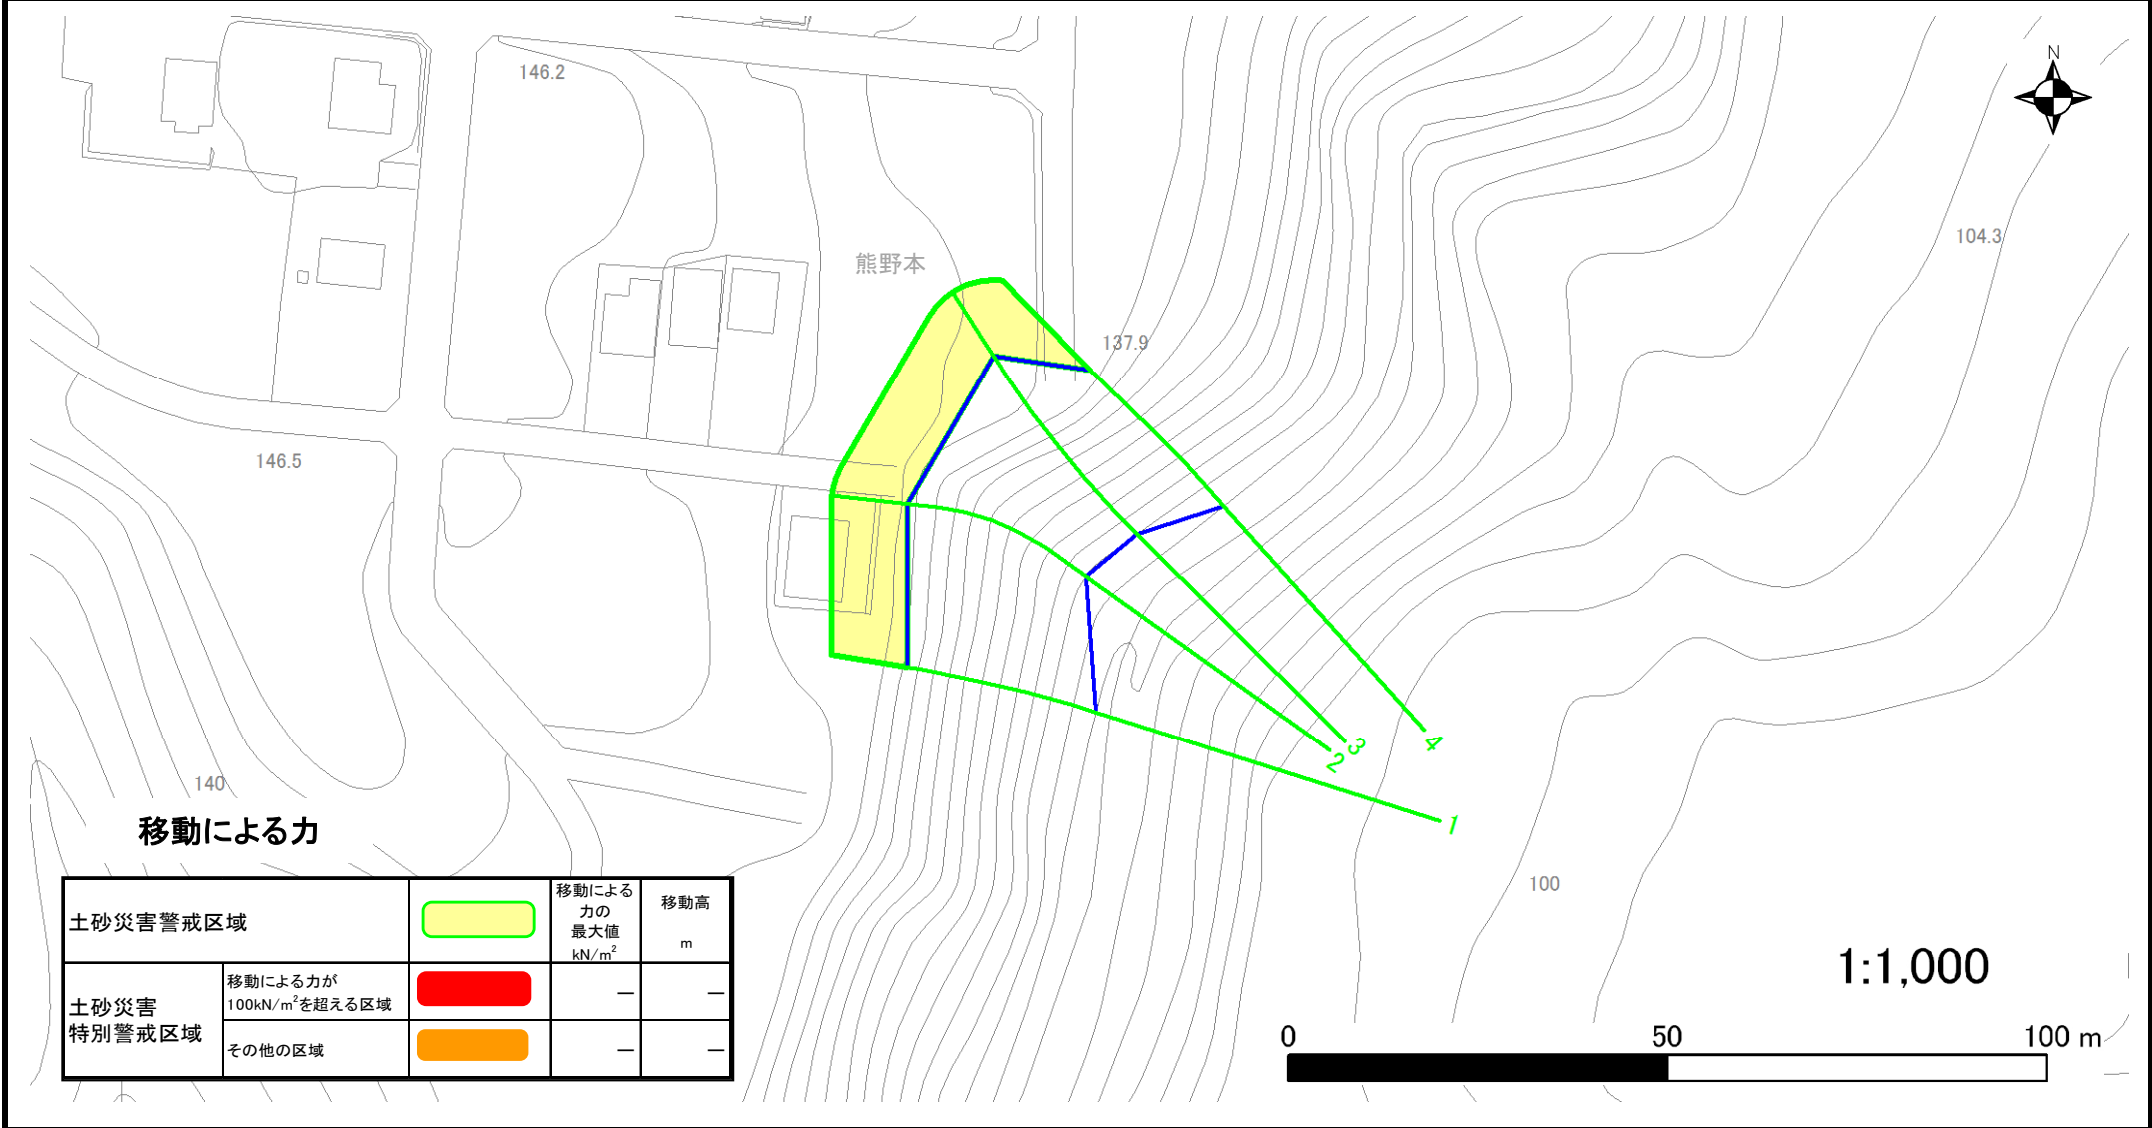 N
146.2
104.3
熊野本
137.9
146.5
140
3
4
2
1
100
移動による力
土砂災害警戒区域
移動による
力の
最大値
kN/m²
移動高
m
土砂災害
特別警戒区域
移動による力が
100kN/m²を超える区域
―
―
その他の区域
―
―
1:1,000
0 50 100 m